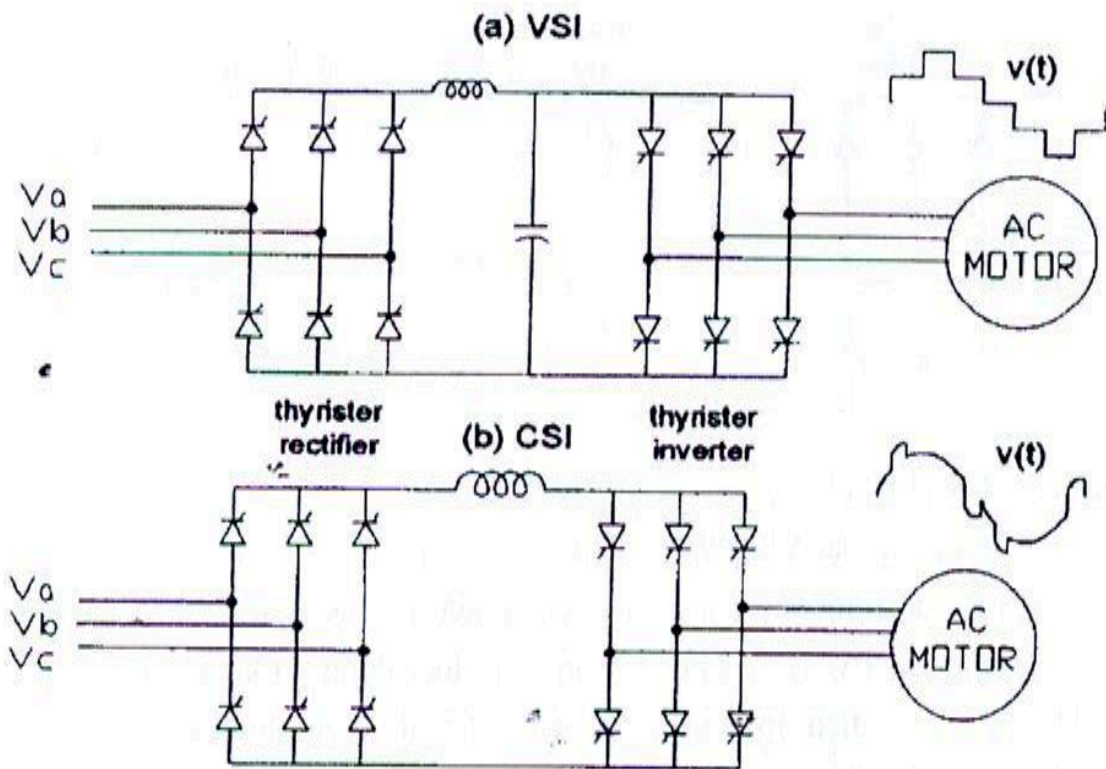 (a) VSI
v(t)
Va
Vb
Vc
AC
MOTOR
thyrister
rectifier
thyrister
inverter
(b) CSI
v(t)
Va
Vb
Vc
AC
MOTOR